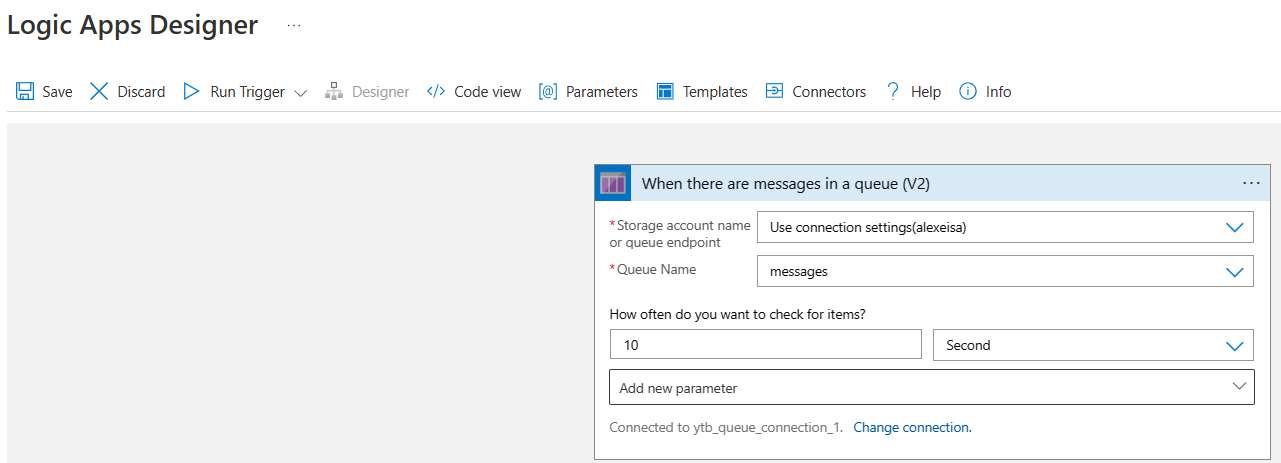 Logic Apps Designer ...
Save Discard Run Trigger Designer </> Code view [@] Parameters Templates Connectors ? Help Info
When there are messages in a queue (V2) ...
*Storage account name
or queue endpoint
Use connection settings(alexeisa)
*Queue Name
messages
How often do you want to check for items?
10 Second
Add new parameter
Connected to ytb_queue_connection_1. Change connection.